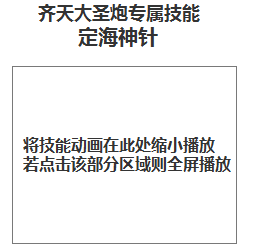 齐天大圣炮专属技能
定海神针
将技能动画在此处缩小播放
若点击该部分区域则全屏播放